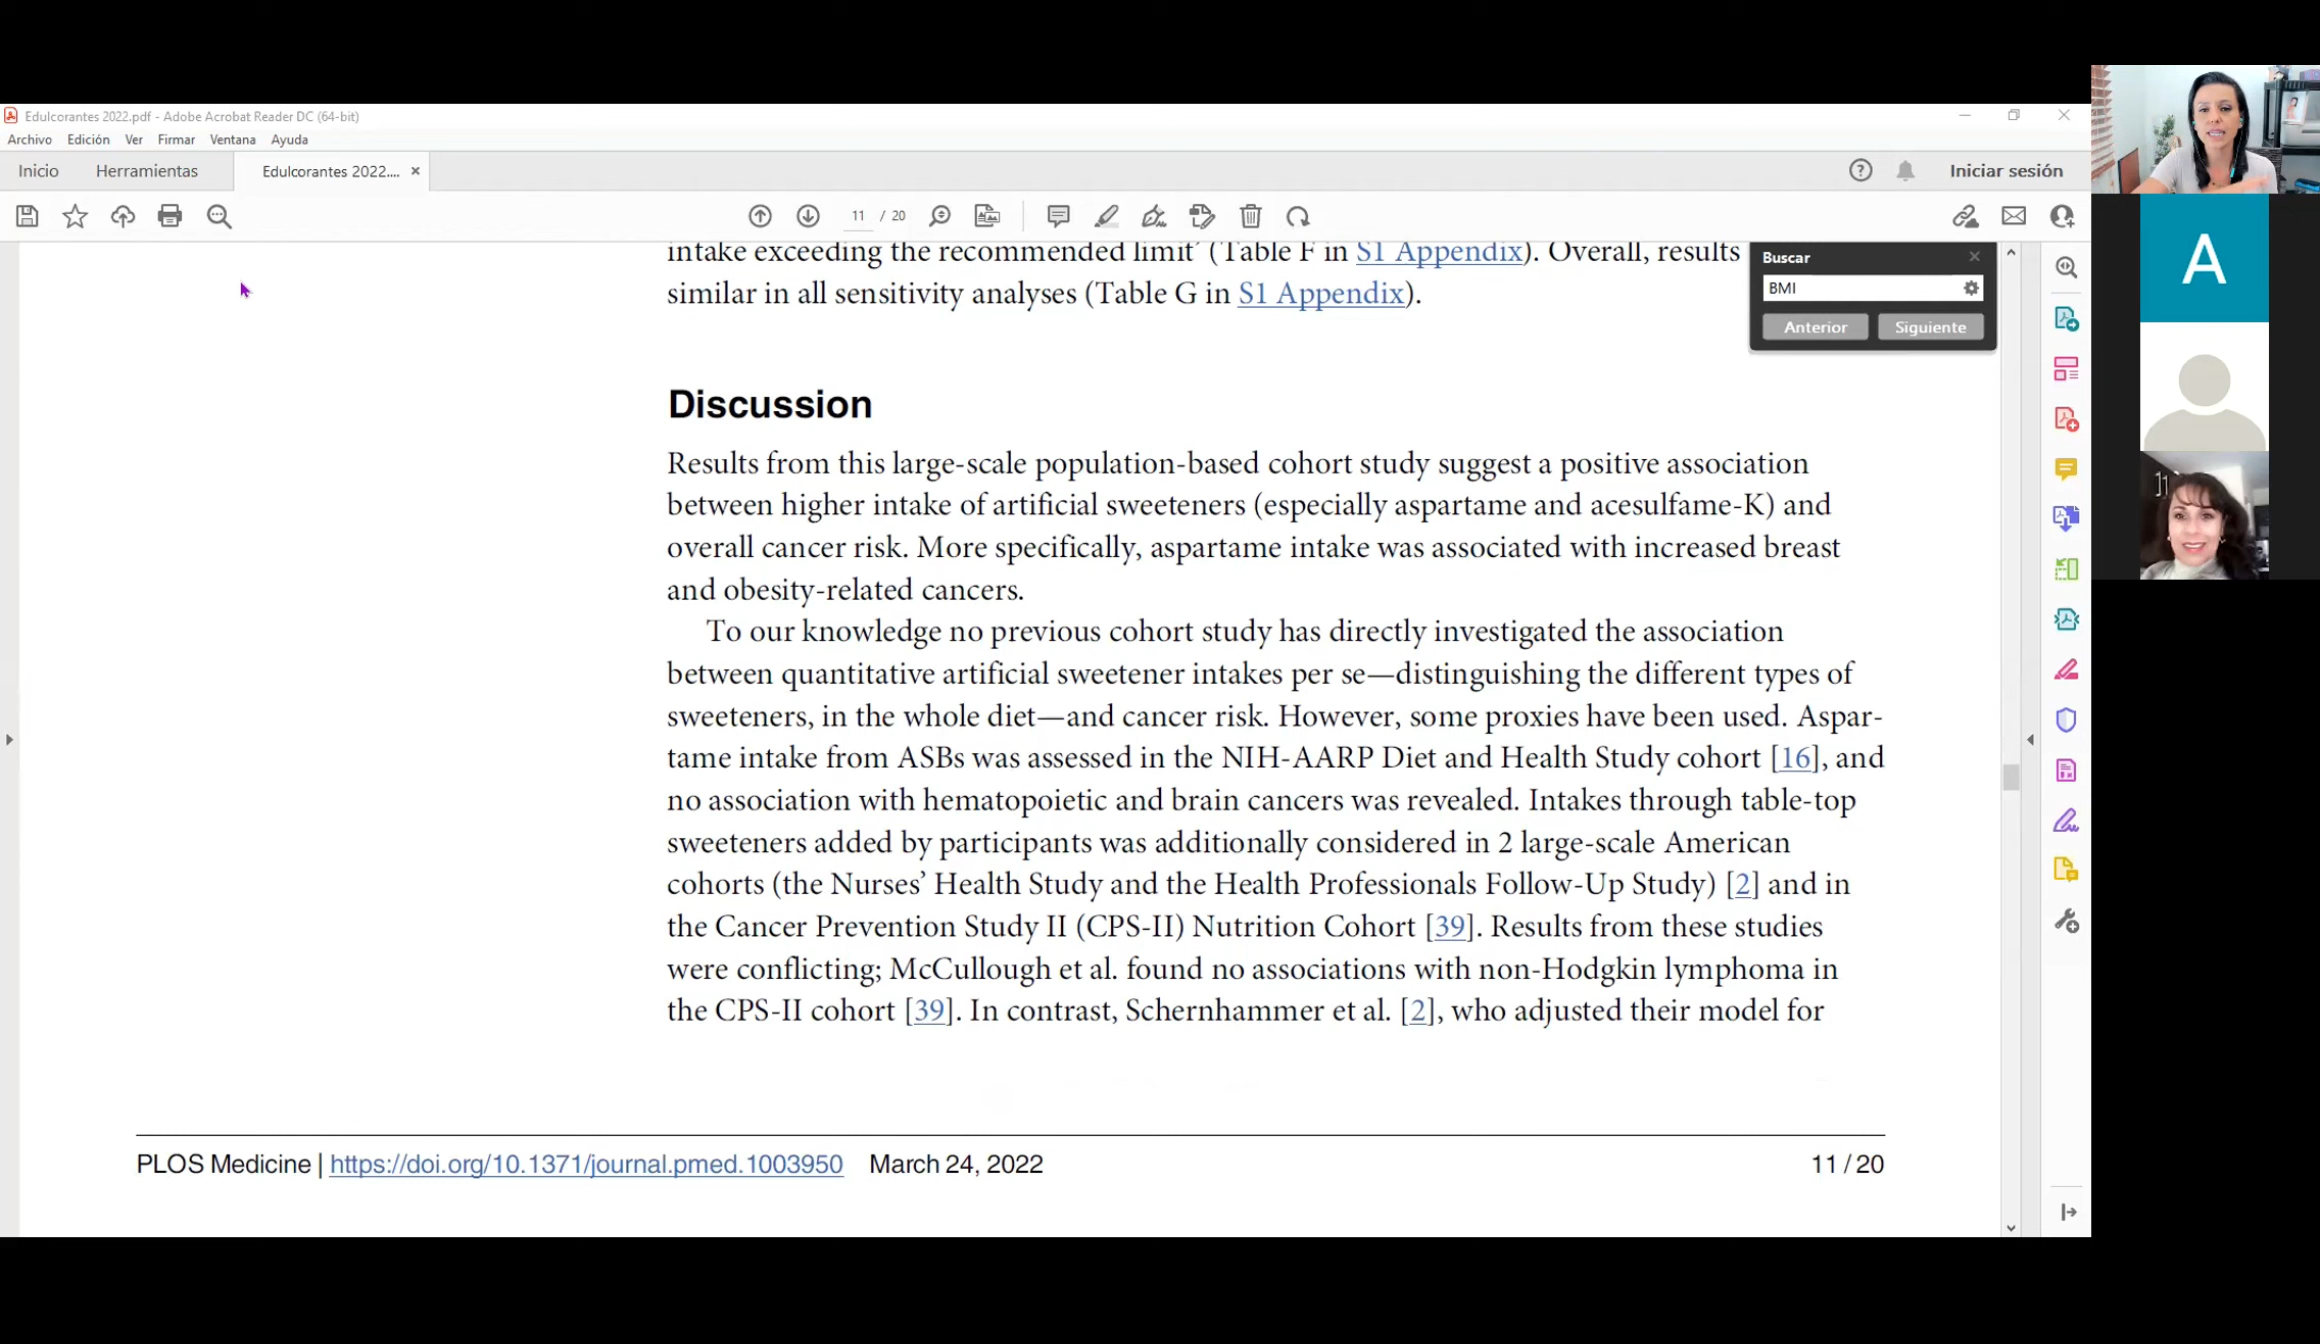 Edulcorantes 2022.pdf - Adobe Acrobat Reader DC (64-bit)
Archivo Edición Ver Firmar Ventana Ayuda
Inicio Herramientas Edulcorantes 2022.... × Iniciar sesión
11 / 20
intake exceeding the recommended limit’ (Table F in S1 Appendix). Overall, results
similar in all sensitivity analyses (Table G in S1 Appendix).
Buscar
BMI
Anterior Siguiente
Discussion
Results from this large-scale population-based cohort study suggest a positive association
between higher intake of artificial sweeteners (especially aspartame and acesulfame-K) and
overall cancer risk. More specifically, aspartame intake was associated with increased breast
and obesity-related cancers.
To our knowledge no previous cohort study has directly investigated the association
between quantitative artificial sweetener intakes per se—distinguishing the different types of
sweeteners, in the whole diet—and cancer risk. However, some proxies have been used. Aspar-
tame intake from ASBs was assessed in the NIH-AARP Diet and Health Study cohort [16], and
no association with hematopoietic and brain cancers was revealed. Intakes through table-top
sweeteners added by participants was additionally considered in 2 large-scale American
cohorts (the Nurses’ Health Study and the Health Professionals Follow-Up Study) [2] and in
the Cancer Prevention Study II (CPS-II) Nutrition Cohort [39]. Results from these studies
were conflicting; McCullough et al. found no associations with non-Hodgkin lymphoma in
the CPS-II cohort [39]. In contrast, Schernhammer et al. [2], who adjusted their model for
PLOS Medicine | https://doi.org/10.1371/journal.pmed.1003950 March 24, 2022 11 / 20
A